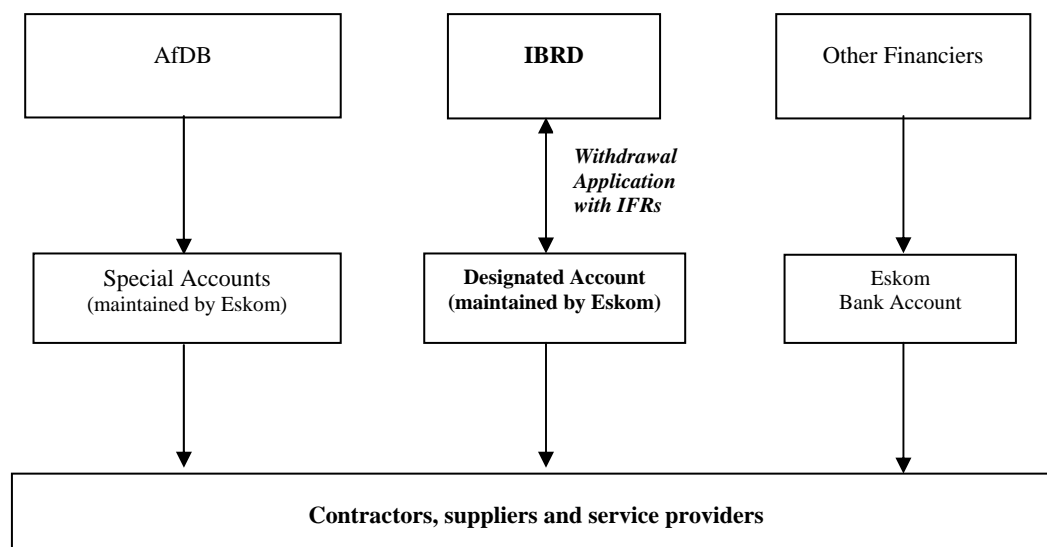 AfDB
IBRD
Other Financiers
Withdrawal
Application
with IFRs
Special Accounts
(maintained by Eskom)
Designated Account
(maintained by Eskom)
Eskom
Bank Account
Contractors, suppliers and service providers